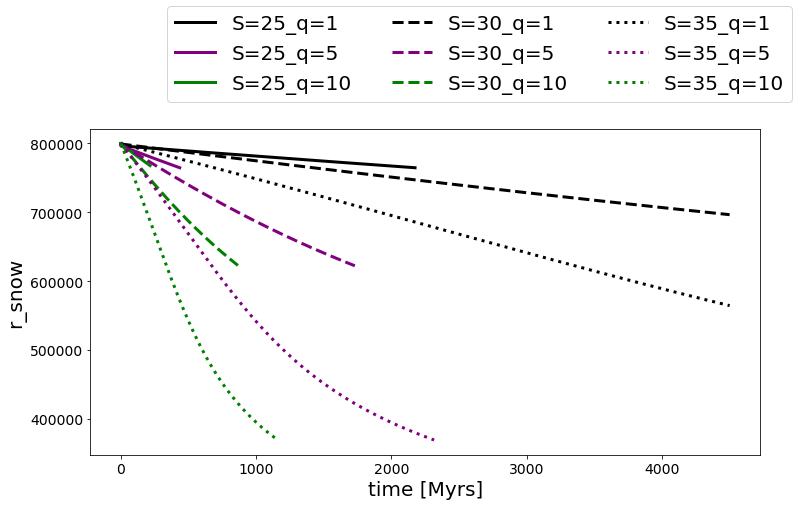 S=25_q=1 S=30_q=1 S=35_q=1
S=25_q=5 S=30_q=5 S=35_q=5
S=25_q=10 S=30_q=10 S=35_q=10
800000
700000
600000
500000
400000
r_snow
0 1000 2000 3000 4000
time [Myrs]